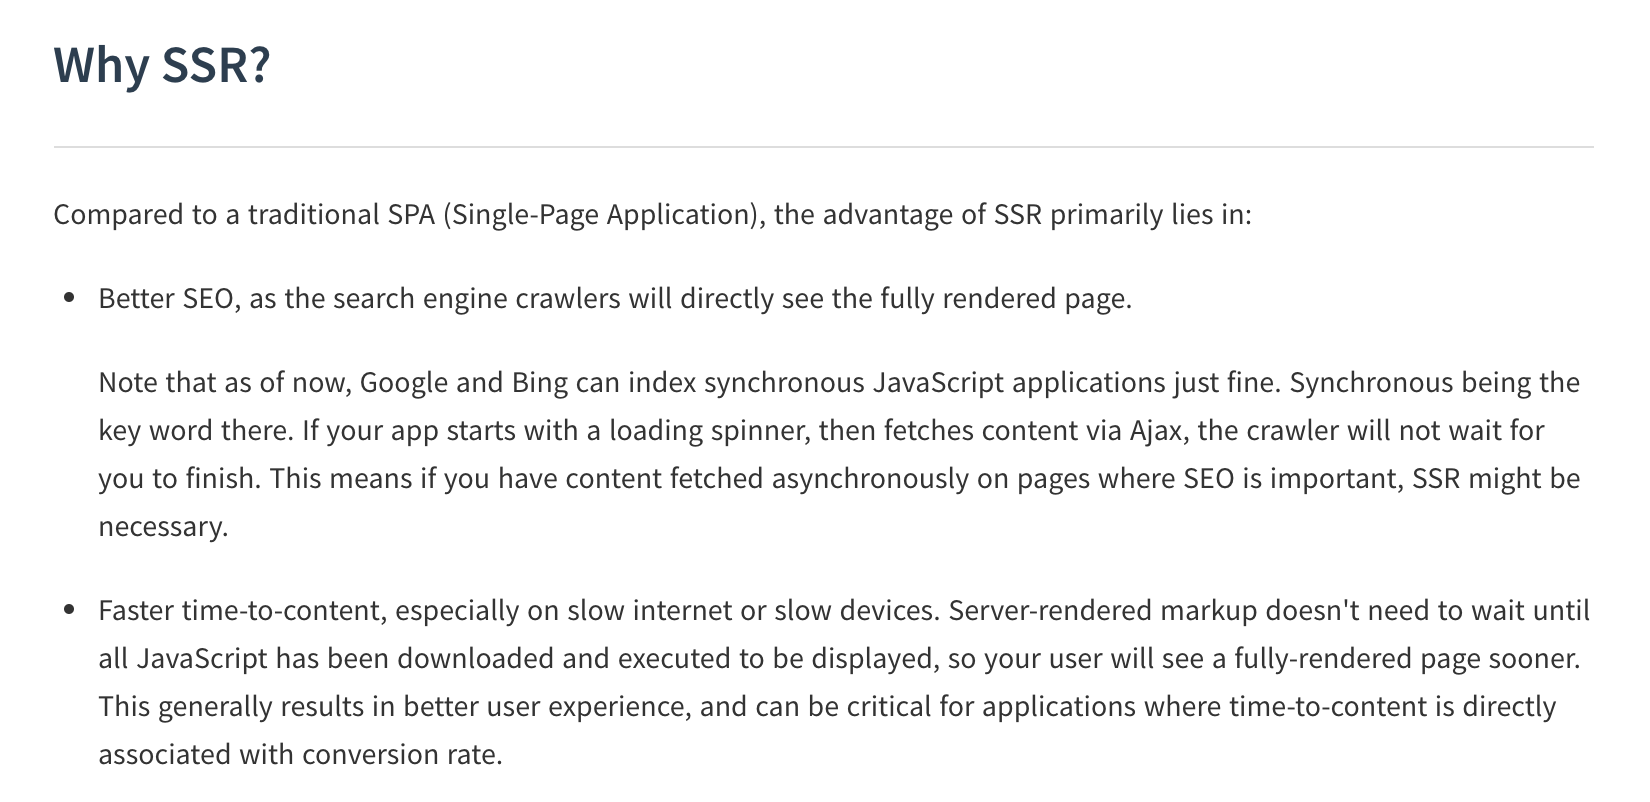 Why SSR?
Compared to a traditional SPA (Single-Page Application), the advantage of SSR primarily lies in:
• Better SEO, as the search engine crawlers will directly see the fully rendered page.
Note that as of now, Google and Bing can index synchronous JavaScript applications just fine. Synchronous being the
key word there. If your app starts with a loading spinner, then fetches content via Ajax, the crawler will not wait for
you to finish. This means if you have content fetched asynchronously on pages where SEO is important, SSR might be
necessary.
• Faster time-to-content, especially on slow internet or slow devices. Server-rendered markup doesn't need to wait until
all JavaScript has been downloaded and executed to be displayed, so your user will see a fully-rendered page sooner.
This generally results in better user experience, and can be critical for applications where time-to-content is directly
associated with conversion rate.